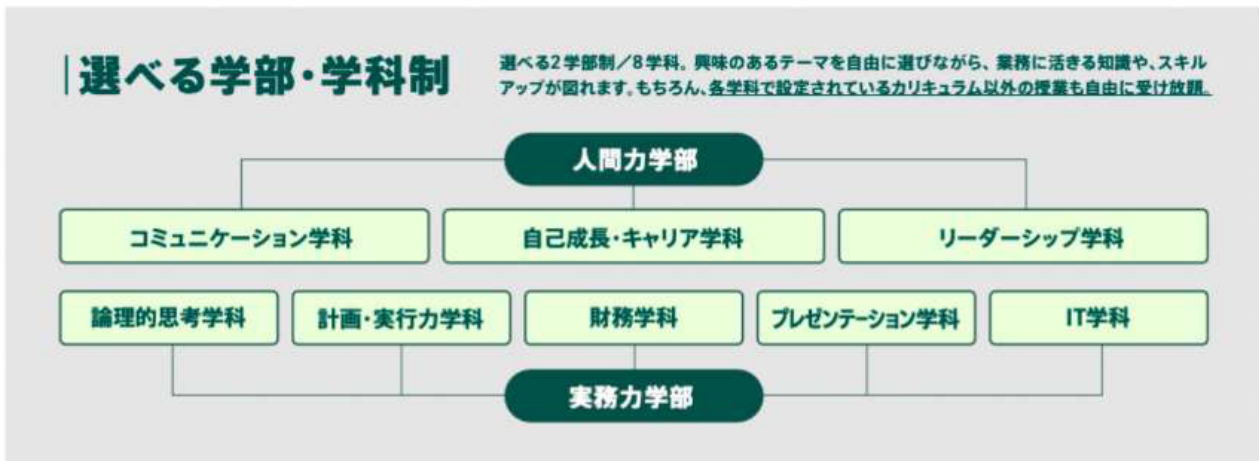 選べる学部・学科制
選べる2学部制/8学科。興味のあるテーマを自由に選びながら、業務に活きる知識や、スキル
アップが図れます。もちろん、各学科で設定されているカリキュラム以外の授業も自由に受け放題。
人間力学部
コミュニケーション学科
自己成長・キャリア学科
リーダーシップ学科
論理的思考学科
計画・実行力学科
財務学科
プレゼンテーション学科
IT学科
実務力学部